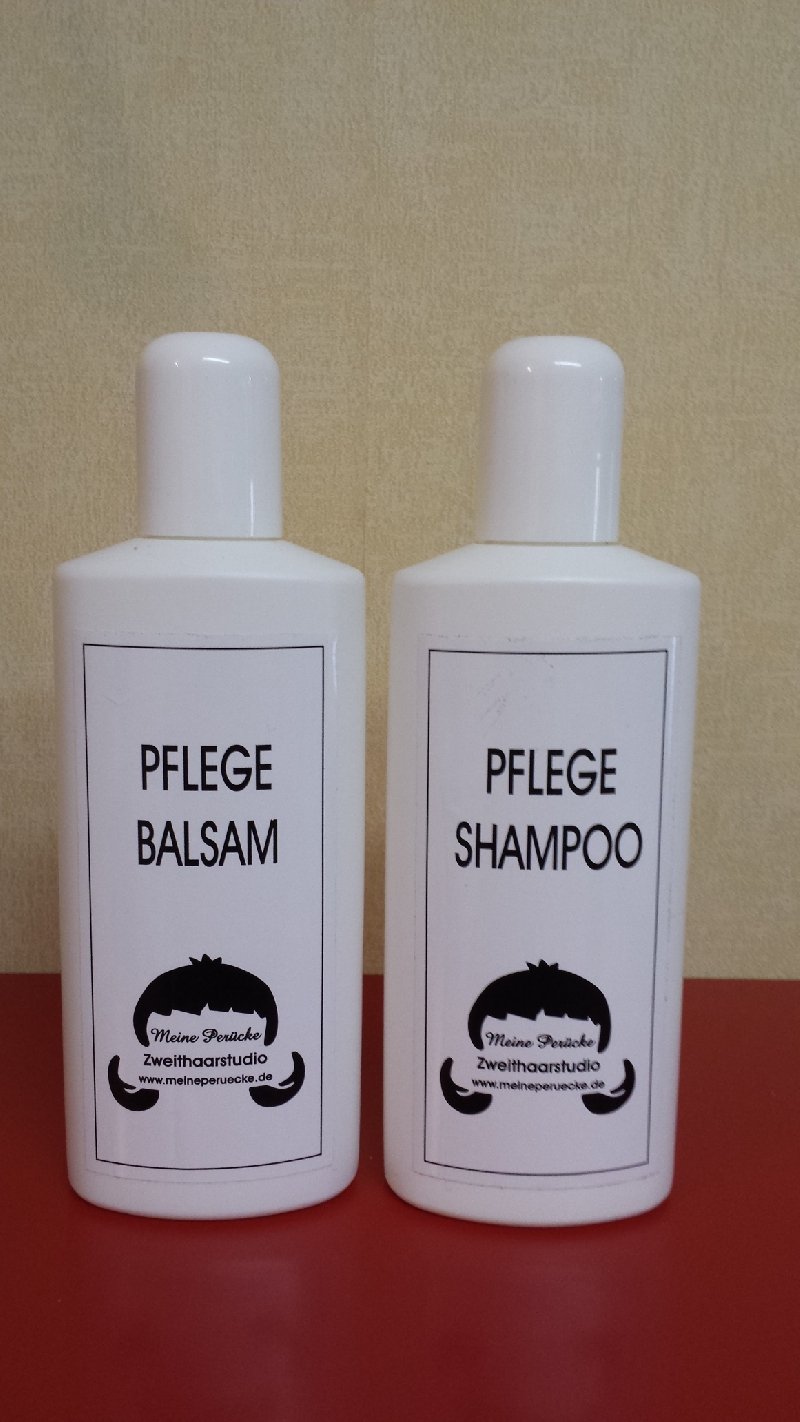 PFLEGE
BALSAM
Meine Perücke
Zweithaarstudio
www.meineperuecke.de
PFLEGE
SHAMPOO
Meine Perücke
Zweithaarstudio
www.meineperuecke.de